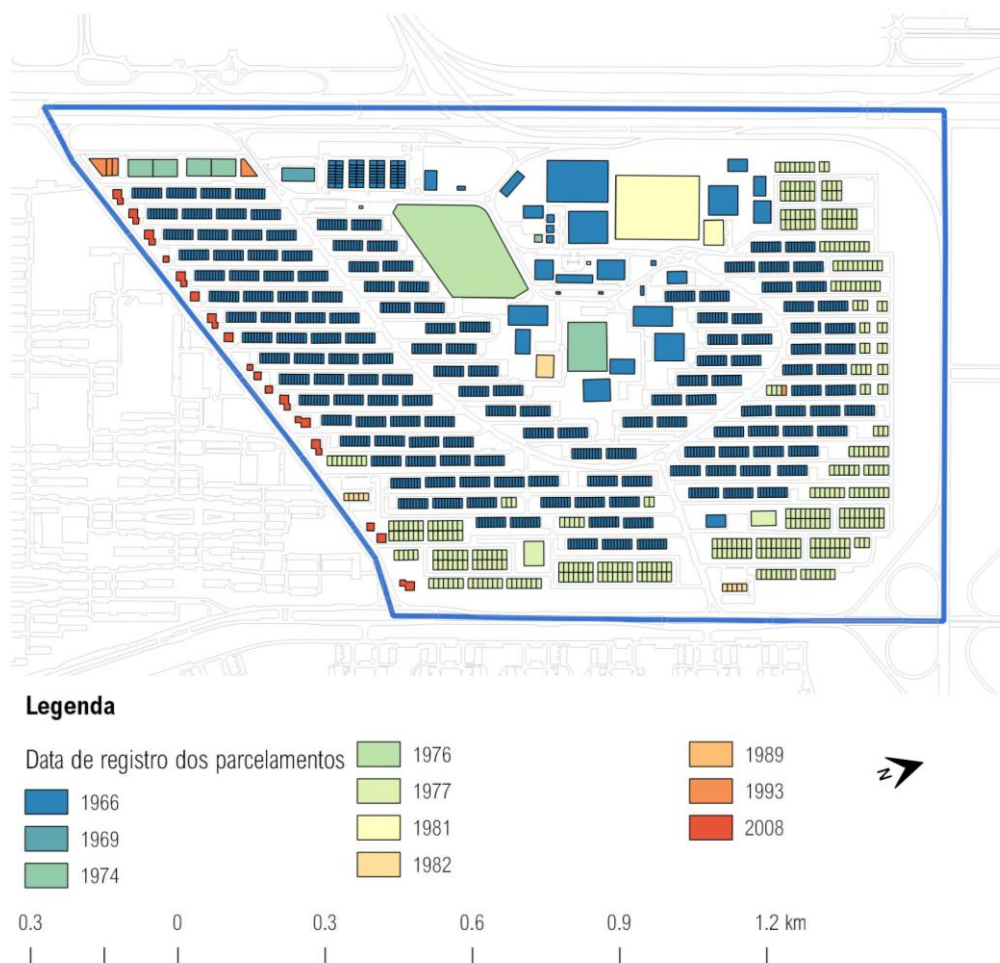 Legenda
Data de registro dos parcelamentos
1966
1969
1974
1976
1977
1981
1982
1989
1993
2008
N
0.3 0 0.3 0.6 0.9 1.2 km